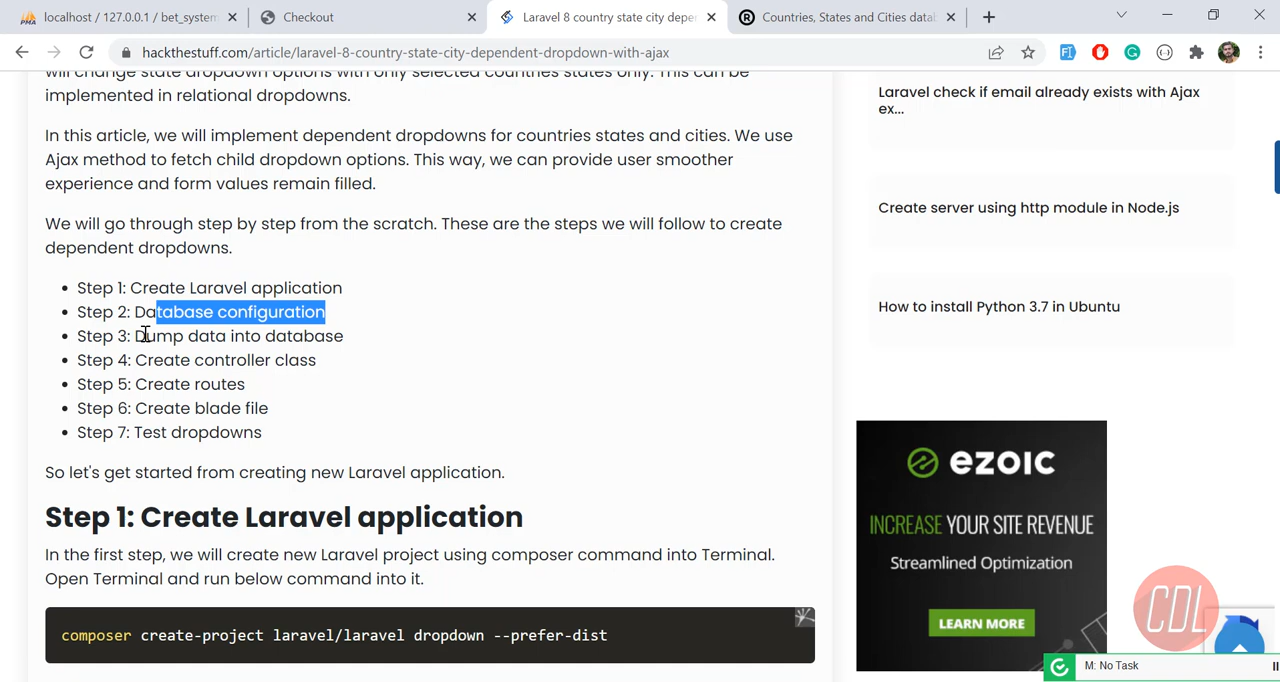 localhost / 127.0.0.1 / bet_system
Checkout
Laravel 8 country state city depe
Countries, States and Cities datab
hackthestuff.com/article/laravel-8-country-state-city-dependent-dropdown-with-ajax
will change state dropdown options with only selected countries states only. This can be
implemented in relational dropdowns.
In this article, we will implement dependent dropdowns for countries states and cities. We use
Ajax method to fetch child dropdown options. This way, we can provide user smoother
experience and form values remain filled.
We will go through step by step from the scratch. These are the steps we will follow to create
dependent dropdowns.
Step 1: Create Laravel application
Step 2: Database configuration
Step 3: Dump data into database
Step 4: Create controller class
Step 5: Create routes
Step 6: Create blade file
Step 7: Test dropdowns
So let's get started from creating new Laravel application.
Step 1: Create Laravel application
In the first step, we will create new Laravel project using composer command into Terminal.
Open Terminal and run below command into it.
composer create-project laravel/laravel dropdown --prefer-dist
Laravel check if email already exists with Ajax
ex...
Create server using http module in Node.js
How to install Python 3.7 in Ubuntu
ezoic
INCREASE YOUR SITE REVENUE
Streamlined Optimization
LEARN MORE
CDL
M: No Task